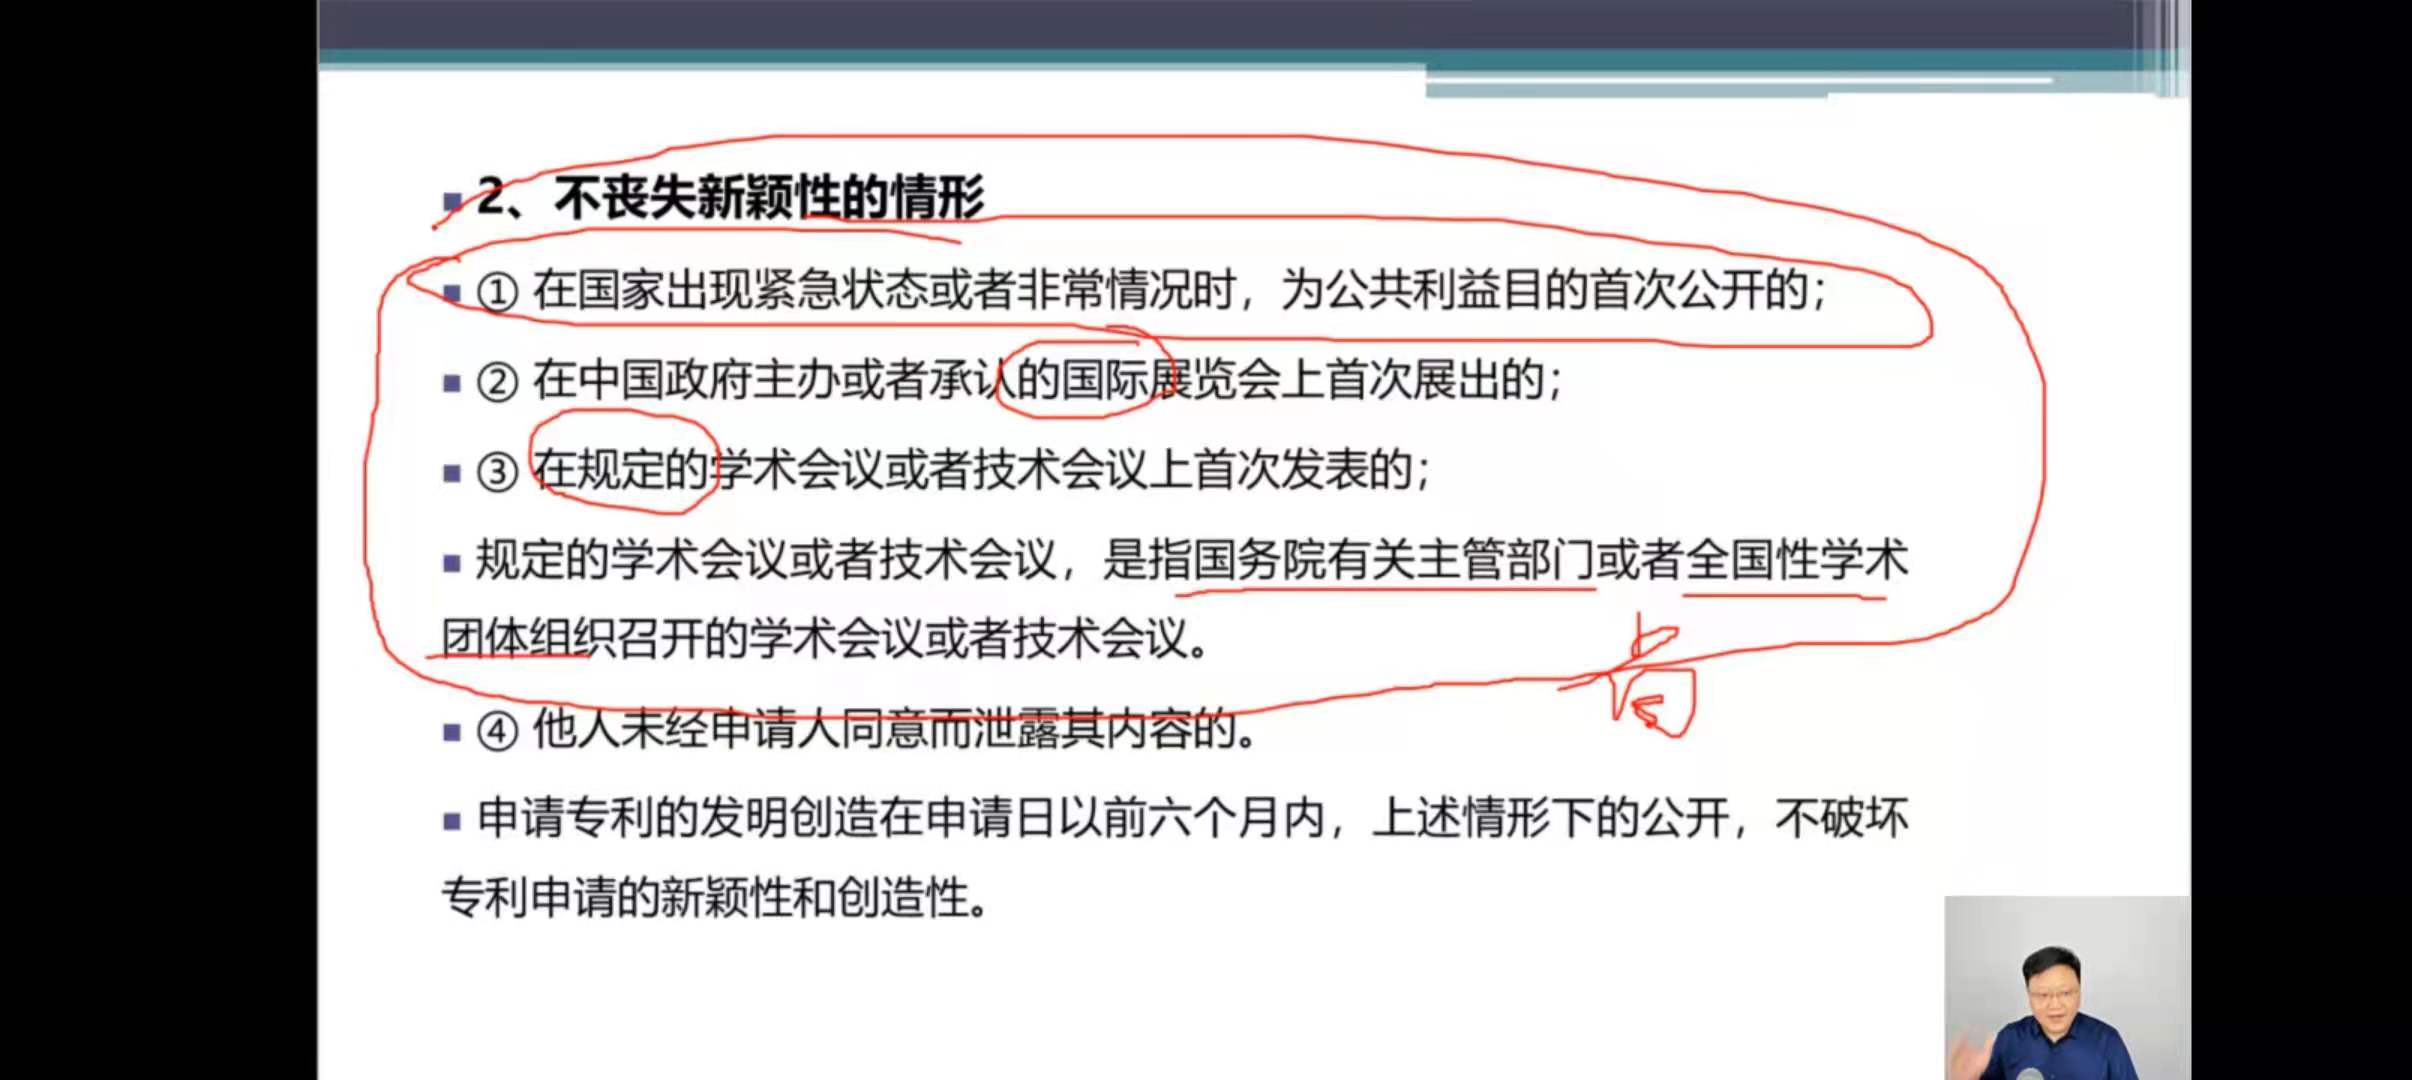 2、不丧失新颖性的情形
① 在国家出现紧急状态或者非常情况时，为公共利益目的首次公开的；
② 在中国政府主办或者承认的国际展览会上首次展出的；
③ 在规定的学术会议或者技术会议上首次发表的；
规定的学术会议或者技术会议，是指国务院有关主管部门或者全国性学术
团体组织召开的学术会议或者技术会议。
④ 他人未经申请人同意而泄露其内容的。
申请专利的发明创造在申请日以前六个月内，上述情形下的公开，不破坏
专利申请的新颖性和创造性。